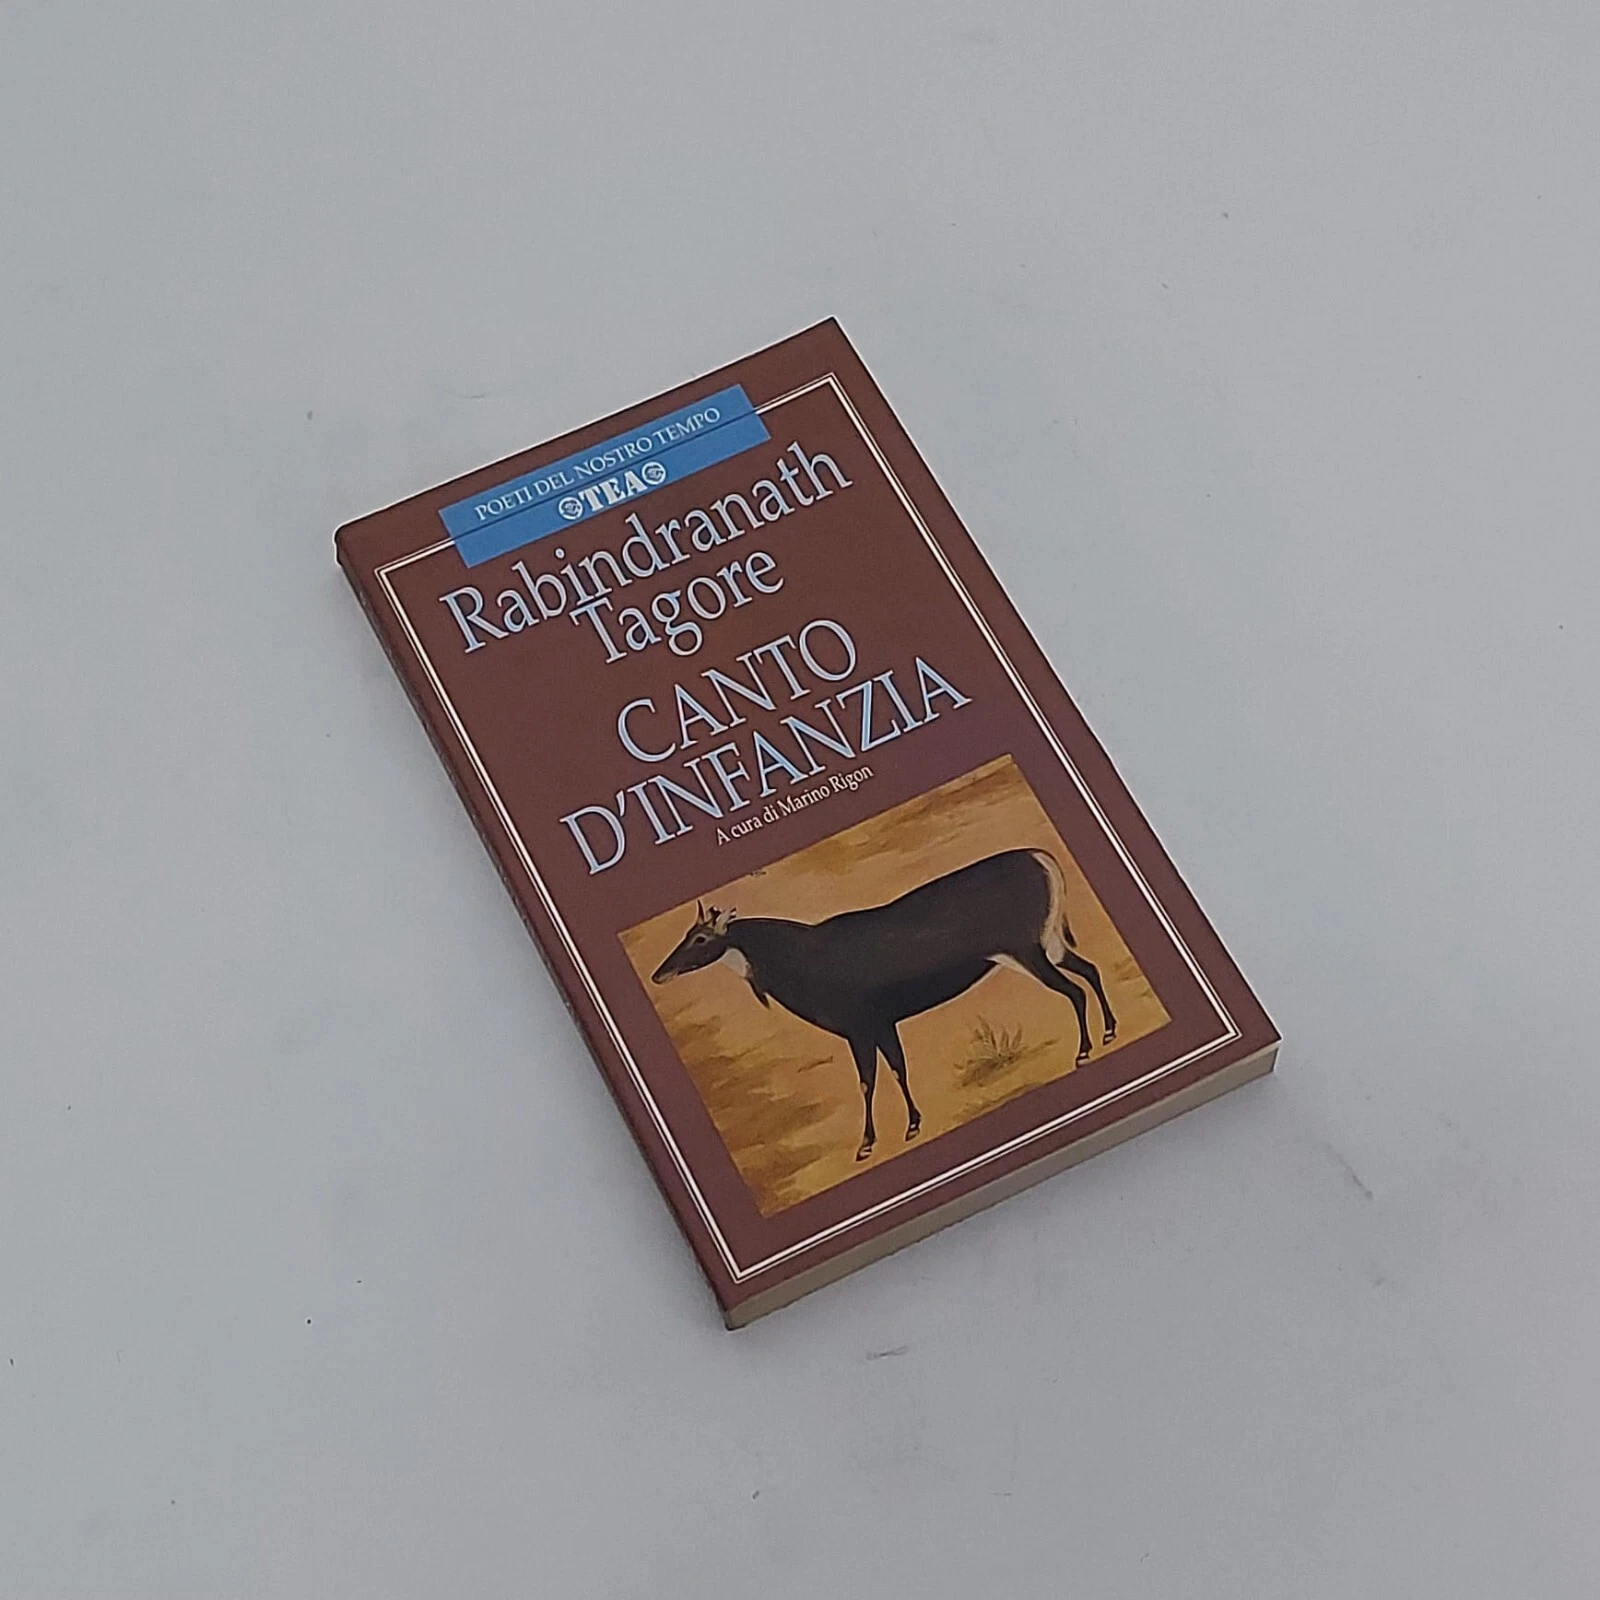 POETI DEL NOSTRO TEMPO
TEA
Rabindranath
Tagore
CANTO
D'INFANZIA
A cura di Marino Rigon